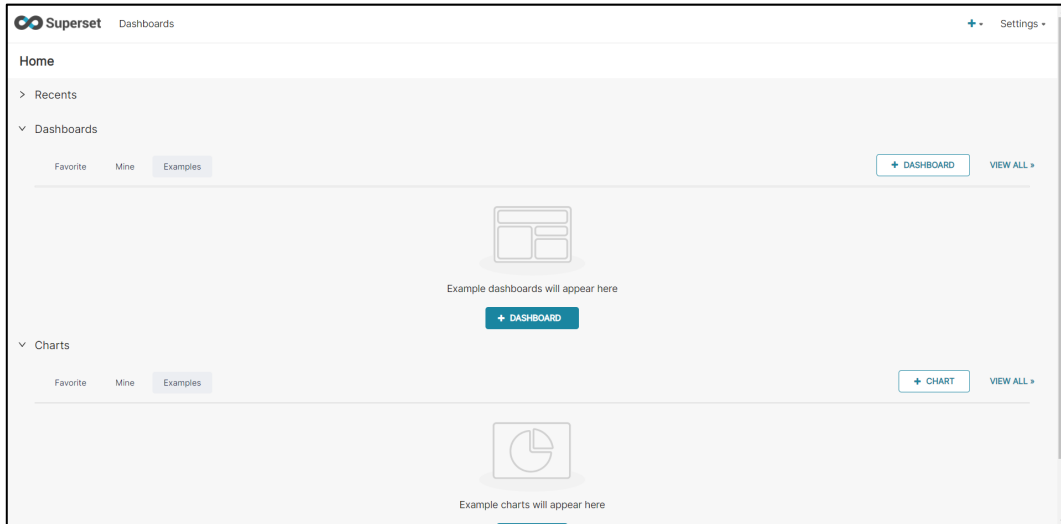 Superset Dashboards + Settings
Home
Recents
Dashboards
Favorite Mine Examples + DASHBOARD VIEW ALL »
Example dashboards will appear here
+ DASHBOARD
Charts
Favorite Mine Examples + CHART VIEW ALL »
Example charts will appear here